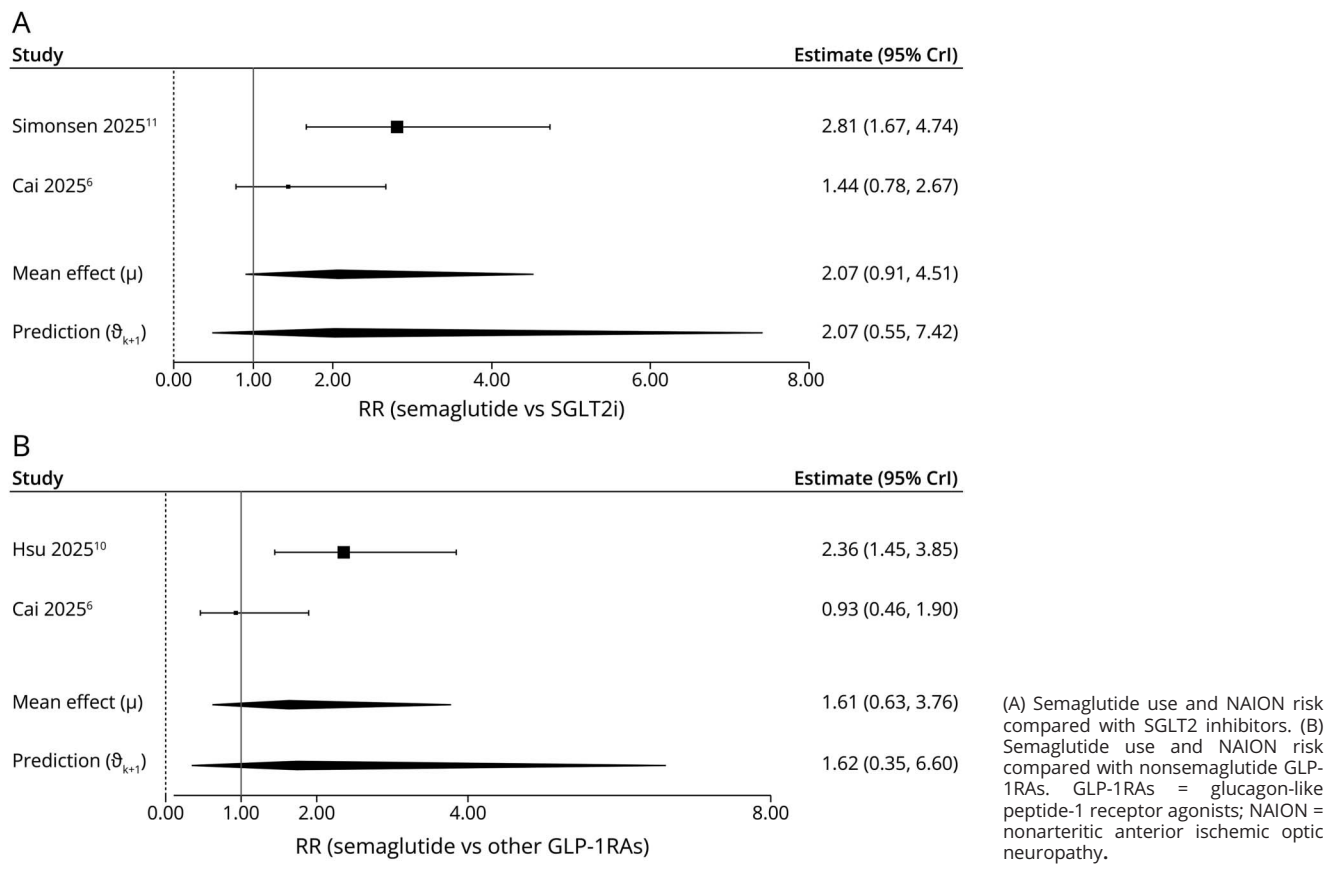 A
Study Estimate (95% CrI)
Simonsen 2025¹¹ 2.81 (1.67, 4.74)
Cai 2025⁶ 1.44 (0.78, 2.67)
Mean effect (μ) 2.07 (0.91, 4.51)
Prediction (ϑk+1) 2.07 (0.55, 7.42)
0.00 1.00 2.00 4.00 6.00 8.00
RR (semaglutide vs SGLT2i)
B
Study Estimate (95% CrI)
Hsu 2025¹⁰ 2.36 (1.45, 3.85)
Cai 2025⁶ 0.93 (0.46, 1.90)
Mean effect (μ) 1.61 (0.63, 3.76)
Prediction (ϑk+1) 1.62 (0.35, 6.60)
0.00 1.00 2.00 4.00 8.00
RR (semaglutide vs other GLP-1RAs)
(A) Semaglutide use and NAION risk
compared with SGLT2 inhibitors. (B)
Semaglutide use and NAION risk
compared with nonsemaglutide GLP-
1RAs. GLP-1RAs = glucagon-like
peptide-1 receptor agonists; NAION =
nonarteritic anterior ischemic optic
neuropathy.